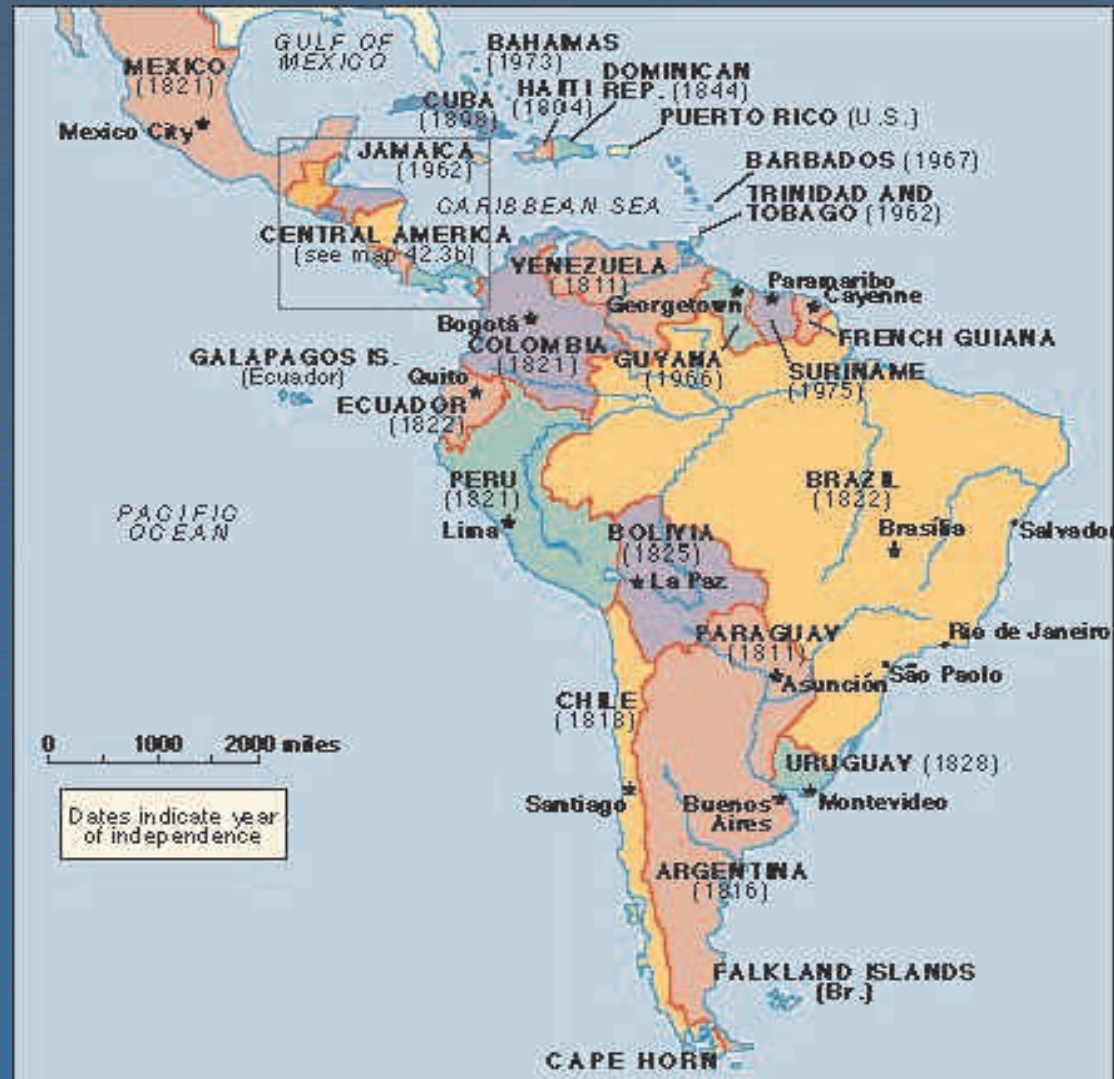 GULF OF
MEXICO
BAHAMAS
(1973)
DOMINICAN
REP. (1844)
HAITI
(1804)
MEXICO
(1821)
CUBA
(1898)
PUERTO RICO (U.S.)
Mexico City
JAMAICA
(1962)
BARBADOS (1967)
TRINIDAD AND
TOBAGO (1962)
CARIBBEAN SEA
CENTRAL AMERICA
(see map 42.3b)
VENEZUELA
(1811)
Paramaribo
Cayenne
Georgetown
Bogotá
COLOMBIA
(1821)
FRENCH GUIANA
GUYANA
(1966)
SURINAME
(1975)
GALAPAGOS IS.
(Ecuador)
Quito
ECUADOR
(1822)
PERU
(1821)
Lima
BRAZIL
(1822)
Brasília
Salvador
PACIFIC
OCEAN
BOLIVIA
(1825)
La Paz
PARAGUAY
(1811)
Rio de Janeiro
São Paolo
Asunción
CHILE
(1818)
0 1000 2000 miles
URUGUAY (1828)
Dates indicate year
of independence
Santiago
Buenos
Aires
Montevideo
ARGENTINA
(1816)
FALKLAND ISLANDS
(Br.)
CAPE HORN